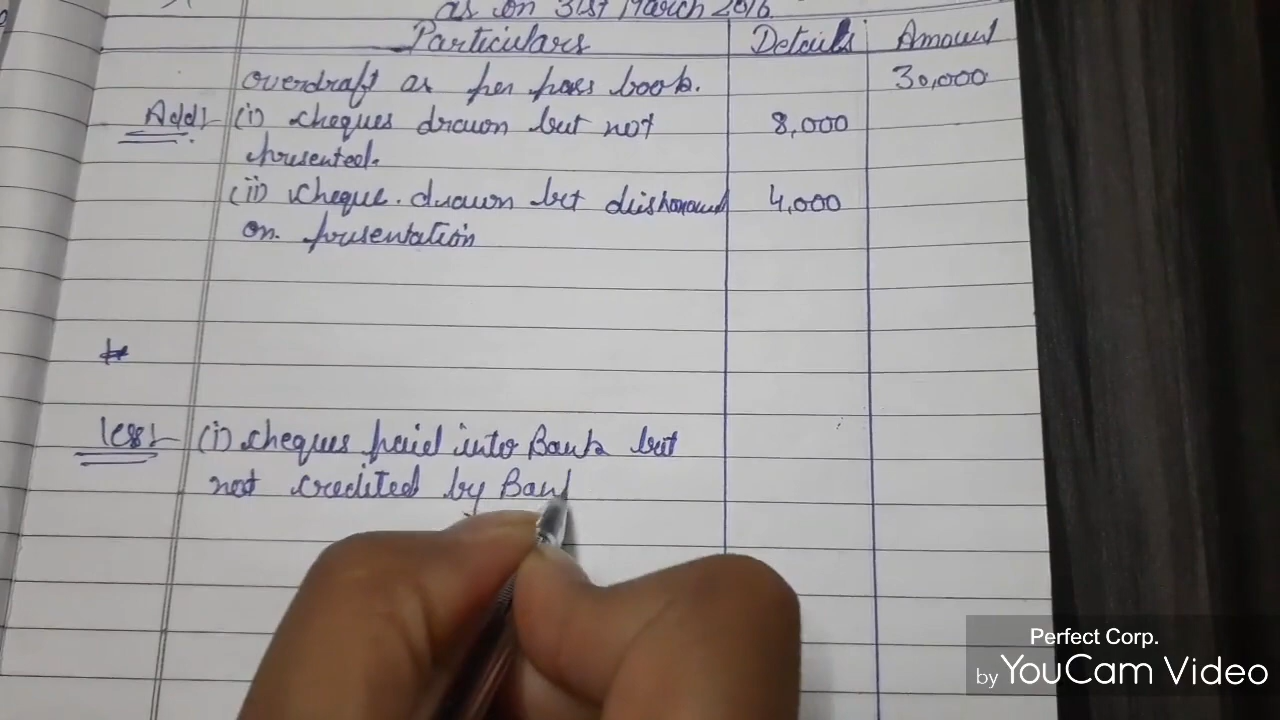 as on 31st March 2016.
Particulars Details Amount
overdraft as per pass book. 30,000
Add:- (i) cheques drawn but not 8,000
presented.
(ii) cheque. drawn but dishonoured 4,000
on. presentation
Less:- (i) cheques paid into Bank but
not credited by Bank
Perfect Corp.
by YouCam Video